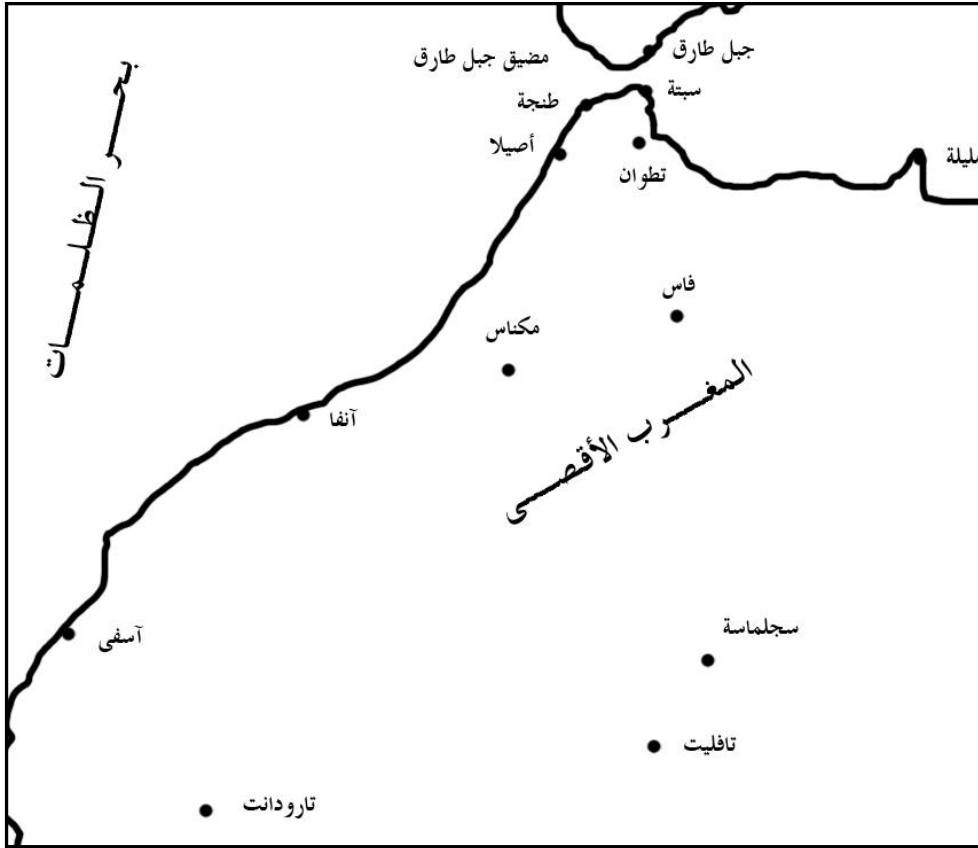 جبل طارق
مضيق جبل طارق
سبتة
طنجة
أصيلا
تطوان
مليلة
بحر الظلمات
فاس
مكناس
المغرب الأقصى
آنفا
آسفى
سجلماسة
تافليت
تارودانت